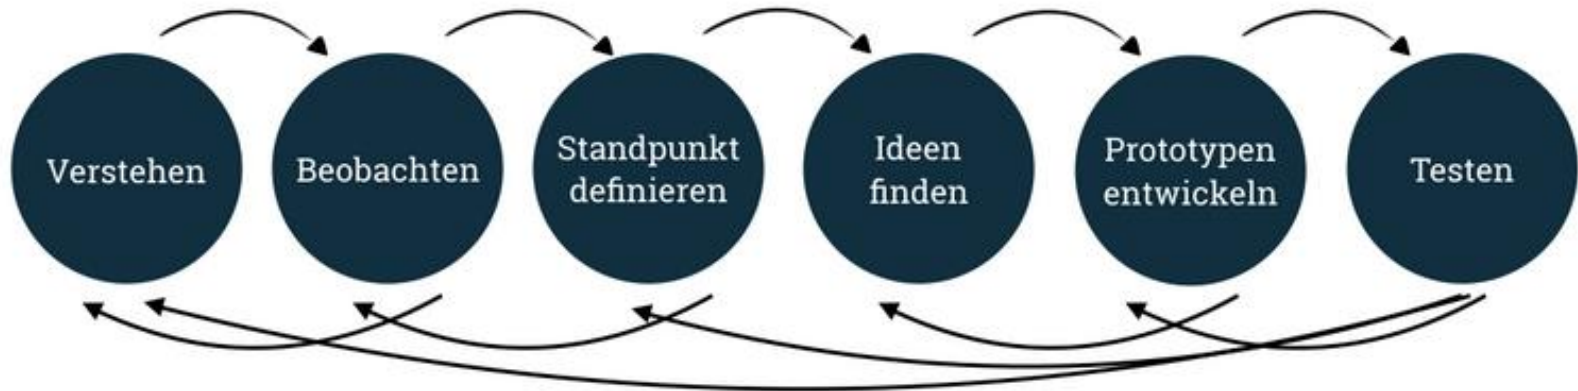 Verstehen
Beobachten
Standpunkt
definieren
Ideen
finden
Prototypen
entwickeln
Testen